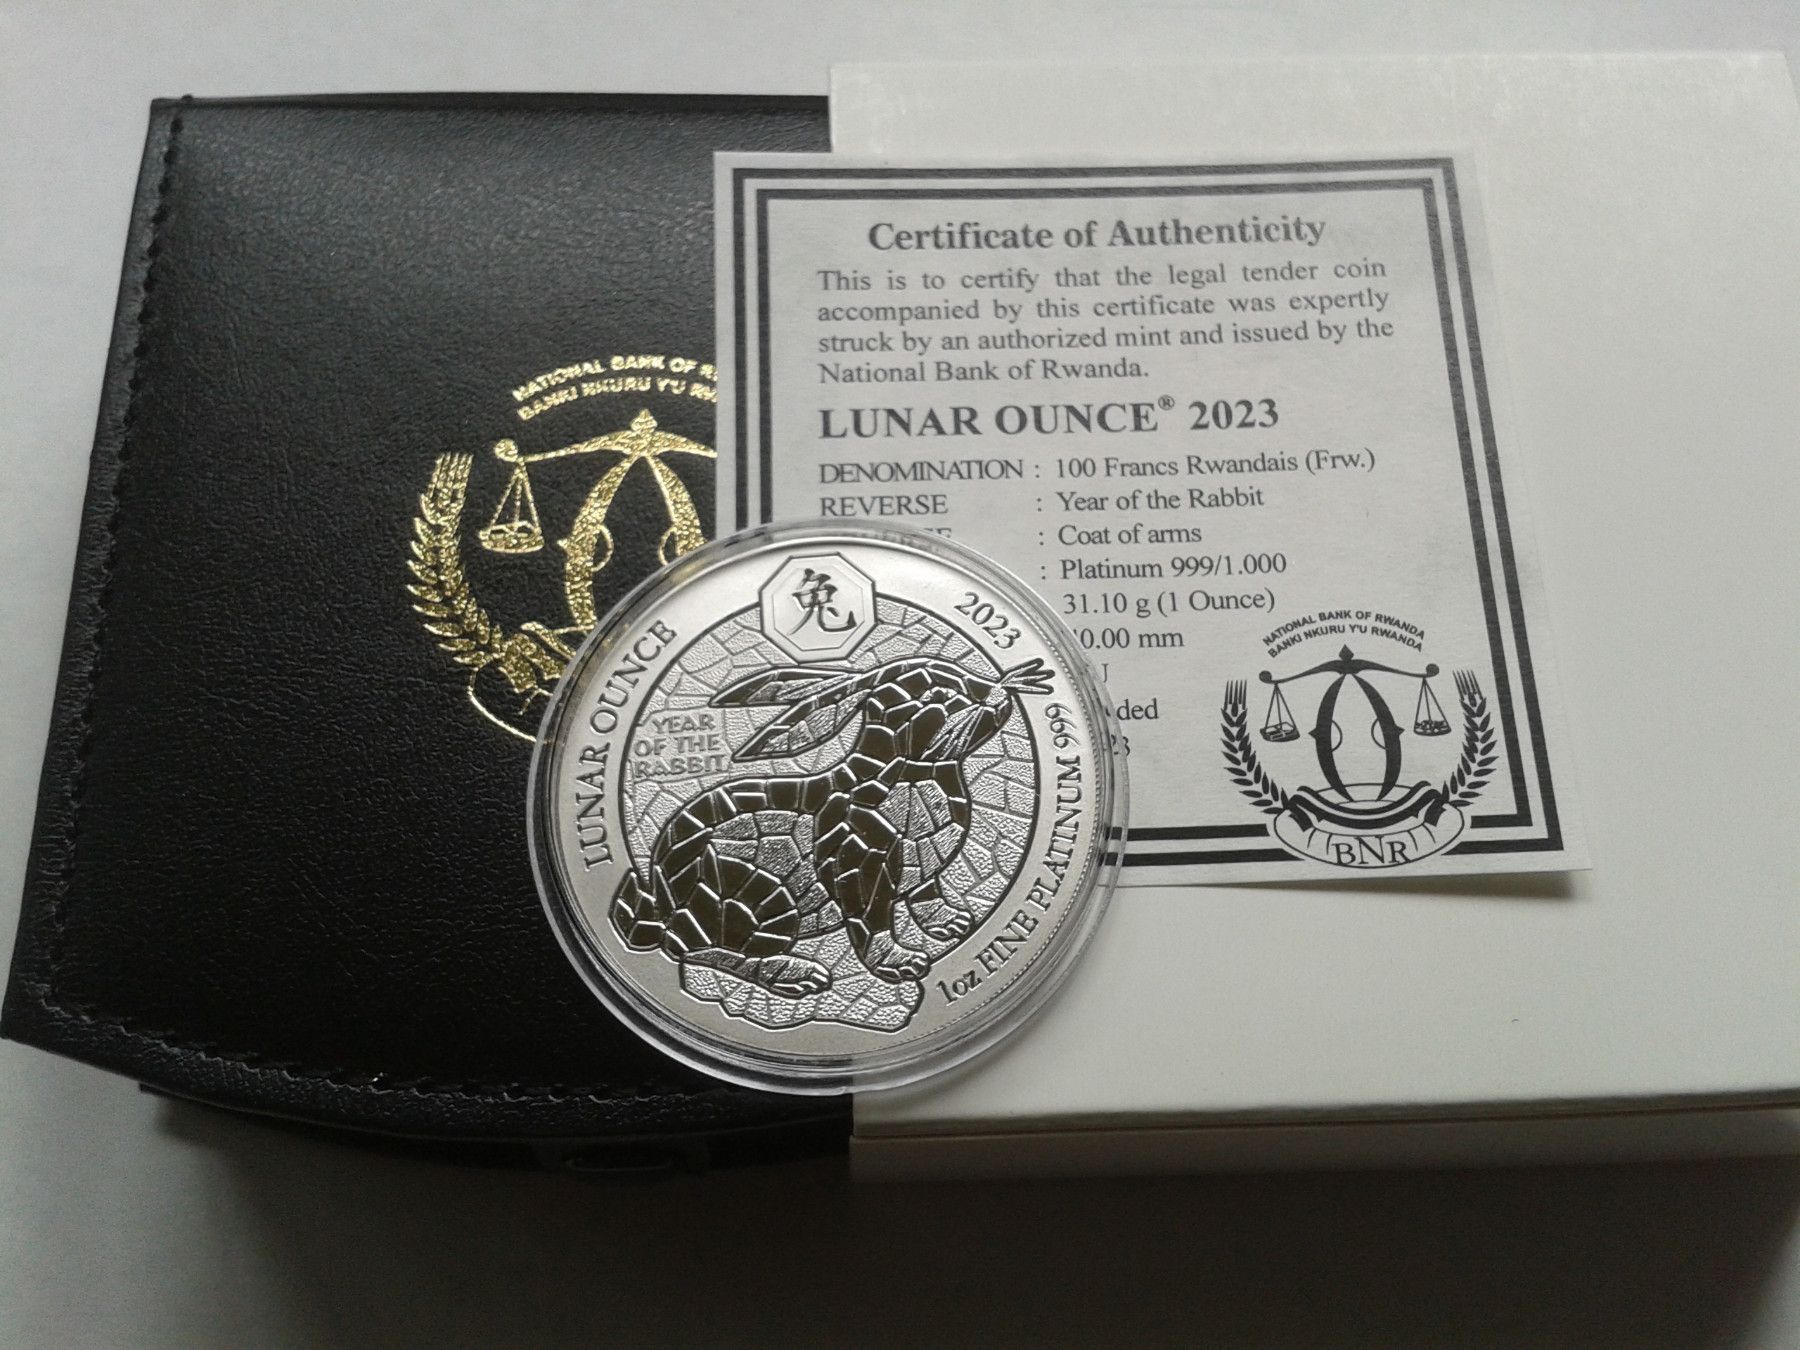 NATIONAL BANK OF
BANKI NKURU Y'U
Certificate of Authenticity
This is to certify that the legal tender coin
accompanied by this certificate was expertly
struck by an authorized mint and issued by the
National Bank of Rwanda.
LUNAR OUNCE® 2023
DENOMINATION : 100 Francs Rwandais (Frw.)
REVERSE : Year of the Rabbit
: Coat of arms
: Platinum 999/1.000
31.10 g (1 Ounce)
0.00 mm
NATIONAL BANK OF RWANDA
BANKI NKURU Y'U RWANDA
BNR
兔
LUNAR OUNCE
2023
YEAR
OF THE
RABBIT
1oz FINE PLATINUM 999